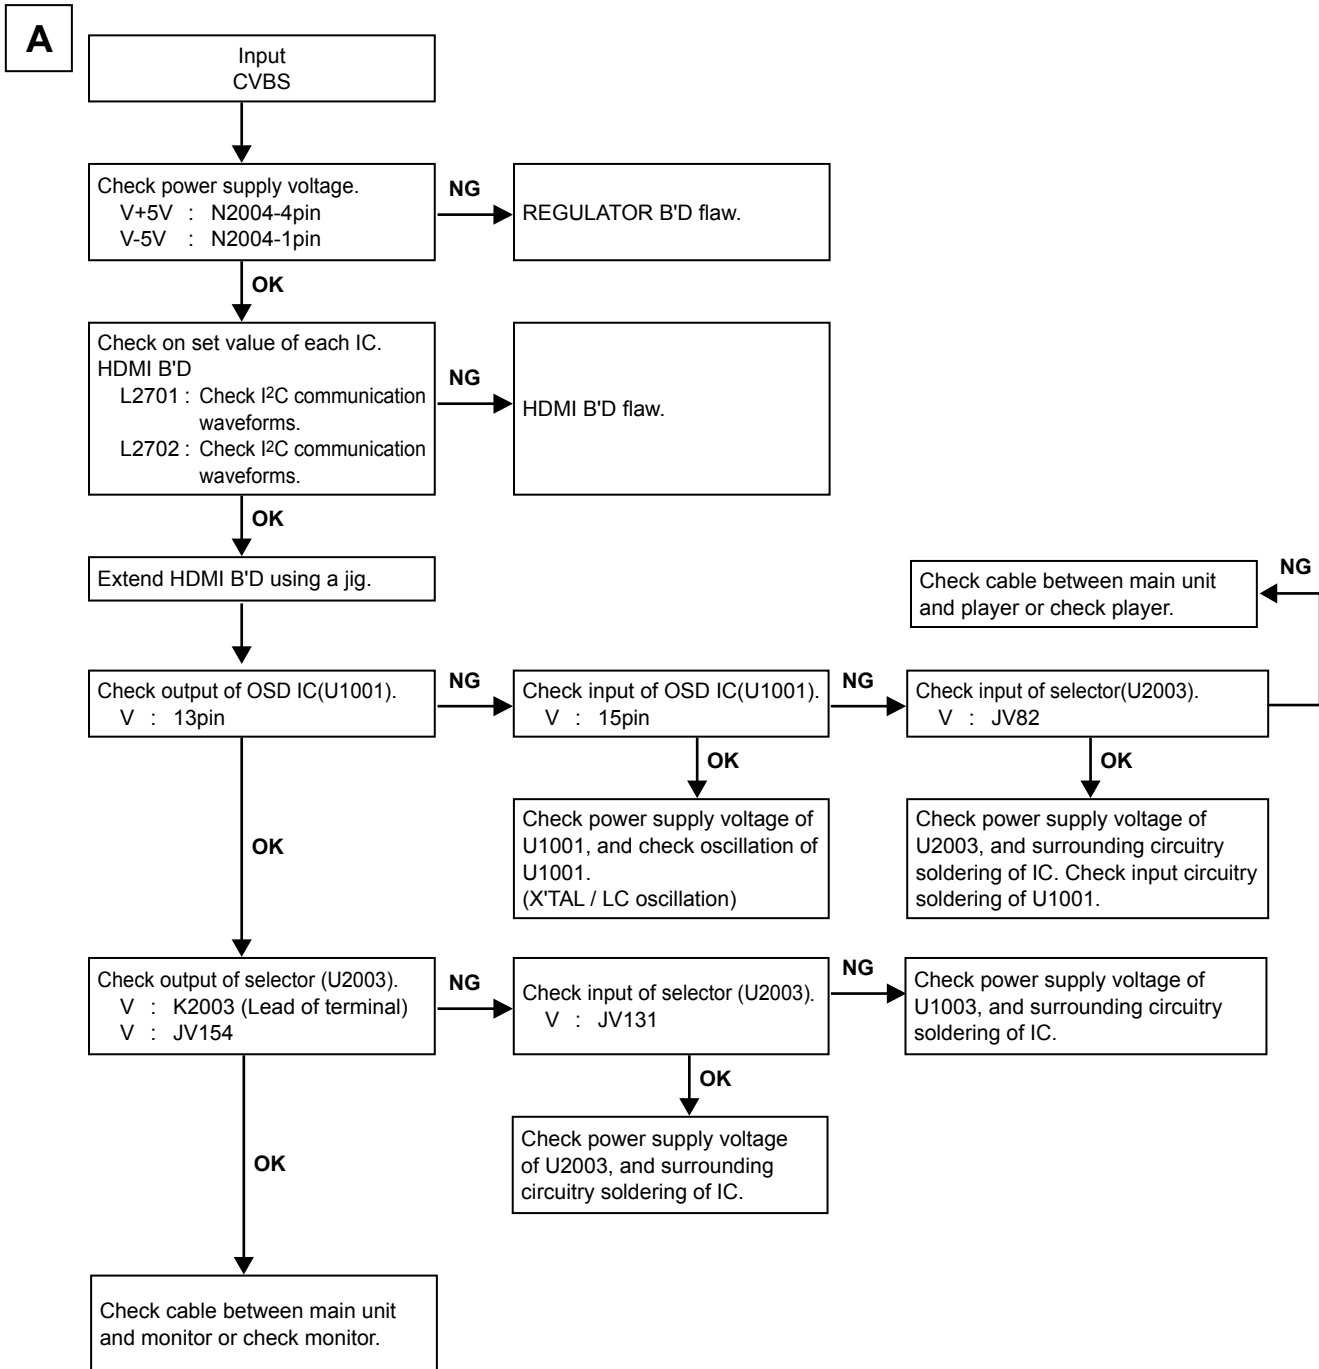 A
Input
CVBS
Check power supply voltage.
V+5V : N2004-4pin
V-5V : N2004-1pin
NG
REGULATOR B'D flaw.
OK
Check on set value of each IC.
HDMI B'D
L2701 : Check I2C communication
waveforms.
L2702 : Check I2C communication
waveforms.
NG
HDMI B'D flaw.
OK
Extend HDMI B'D using a jig.
Check cable between main unit
and player or check player.
NG
Check output of OSD IC(U1001).
V : 13pin
NG
Check input of OSD IC(U1001).
V : 15pin
NG
Check input of selector(U2003).
V : JV82
OK
OK
Check power supply voltage of
U1001, and check oscillation of
U1001.
(X'TAL / LC oscillation)
Check power supply voltage of
U2003, and surrounding circuitry
soldering of IC. Check input circuitry
soldering of U1001.
OK
Check output of selector (U2003).
V : K2003 (Lead of terminal)
V : JV154
NG
Check input of selector (U2003).
V : JV131
NG
Check power supply voltage of
U1003, and surrounding circuitry
soldering of IC.
OK
Check power supply voltage
of U2003, and surrounding
circuitry soldering of IC.
OK
Check cable between main unit
and monitor or check monitor.